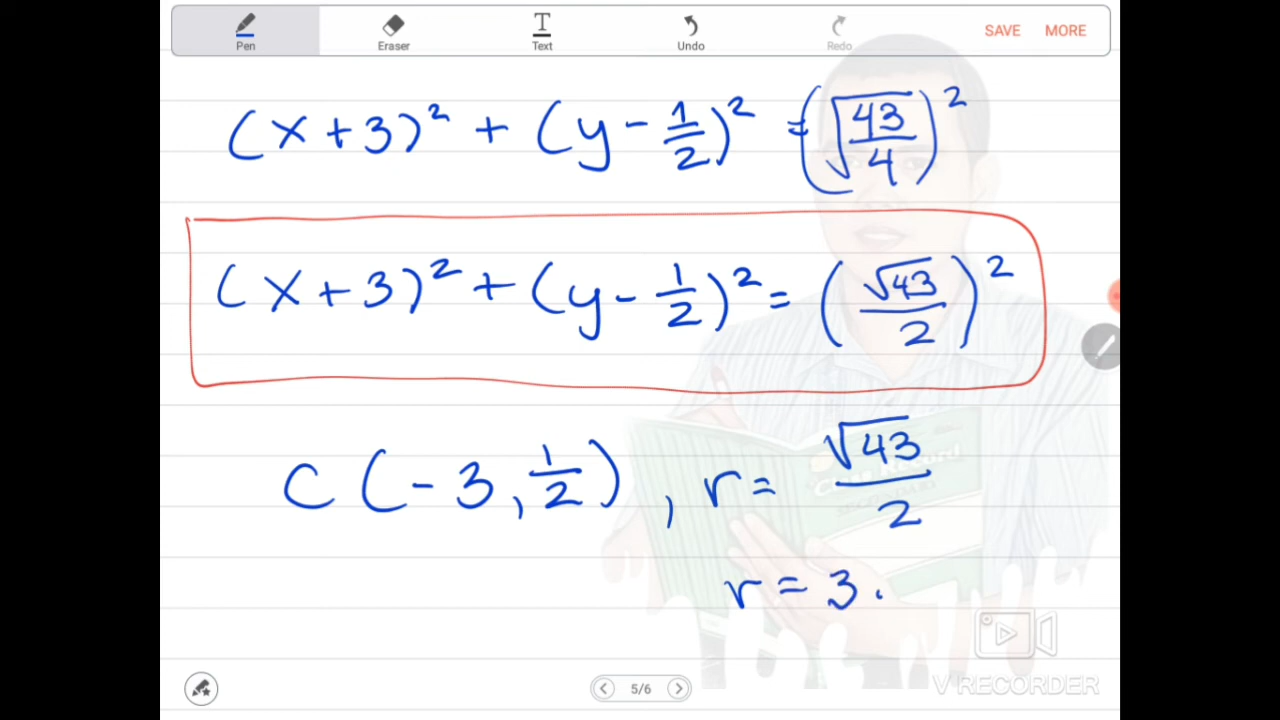 Pen Eraser Text Undo Redo SAVE MORE
(x+3)² + (y - 1/2)² = (√(43/4))²
(x+3)² + (y - 1/2)² = (√43/2)²
C(-3, 1/2), r = √43/2
r = 3.
5/6
V RECORDER